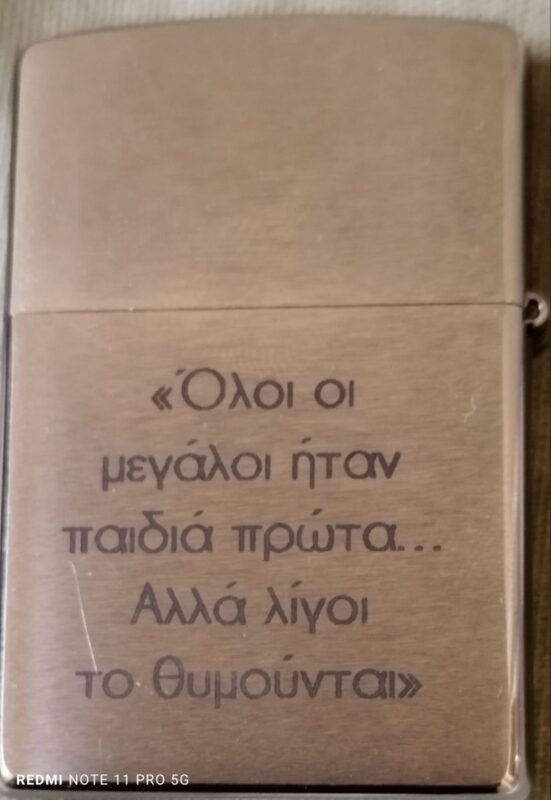 «Όλοι οι
μεγάλοι ήταν
παιδιά πρώτα...
Αλλά λίγοι
το θυμούνται»
REDMI NOTE 11 PRO 5G